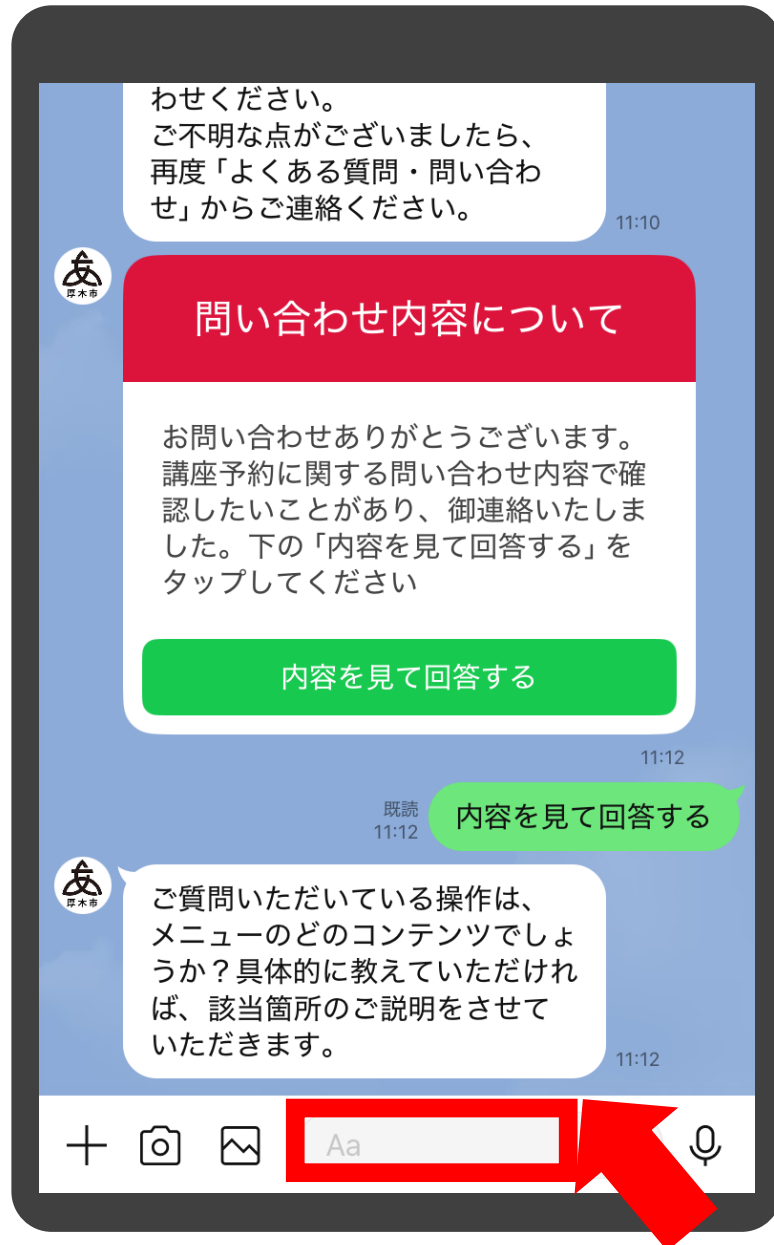 わせください。
ご不明な点がございましたら、
再度「よくある質問・問い合わ
せ」からご連絡ください。
11:10
厚木市
問い合わせ内容について
お問い合わせありがとうございます。
講座予約に関する問い合わせ内容で確
認したいことがあり、御連絡いたしま
した。下の「内容を見て回答する」を
タップしてください
内容を見て回答する
11:12
既読
11:12
内容を見て回答する
厚木市
ご質問いただいている操作は、
メニューのどのコンテンツでしょ
うか？具体的に教えていただけれ
ば、該当箇所のご説明をさせて
いただきます。
11:12
Aa